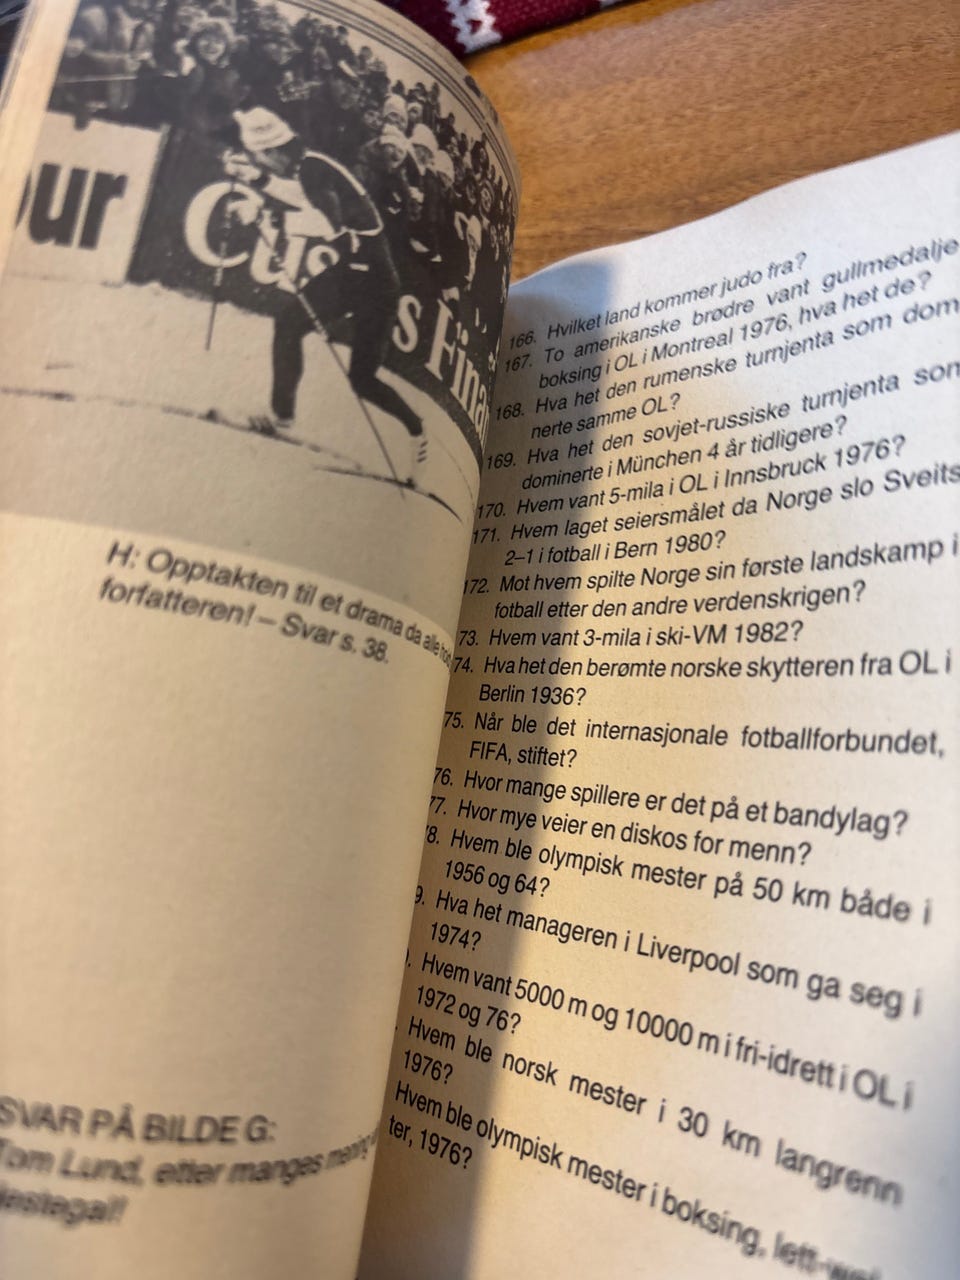 our
Cus
s Fina
H: Opptakten til et drama da alle
forfatteren! – Svar s. 38.
SVAR PÅ BILDE G:
Tom Lund, etter manges mening
166. Hvilket land kommer judo fra?
167. To amerikanske brødre vant gullmedalje
boksing i OL i Montreal 1976, hva het de?
168. Hva het den rumenske turnjenta som dom
nerte samme OL?
169. Hva het den sovjet-russiske turnjenta som
dominerte i München 4 år tidligere?
170. Hvem vant 5-mila i OL i Innsbruck 1976?
171. Hvem laget seiersmålet da Norge slo Sveits
2–1 i fotball i Bern 1980?
172. Mot hvem spilte Norge sin første landskamp i
fotball etter den andre verdenskrigen?
73. Hvem vant 3-mila i ski-VM 1982?
74. Hva het den berømte norske skytteren fra OL i
Berlin 1936?
75. Når ble det internasjonale fotballforbundet,
FIFA, stiftet?
76. Hvor mange spillere er det på et bandylag?
77. Hvor mye veier en diskos for menn?
8. Hvem ble olympisk mester på 50 km både i
1956 og 64?
9. Hva het manageren i Liverpool som ga seg i
1974?
. Hvem vant 5000 m og 10000 m i fri-idrett i OL i
1972 og 76?
. Hvem ble norsk mester i 30 km langrenn
1976?
Hvem ble olympisk mester i boksing, lett-
ter, 1976?